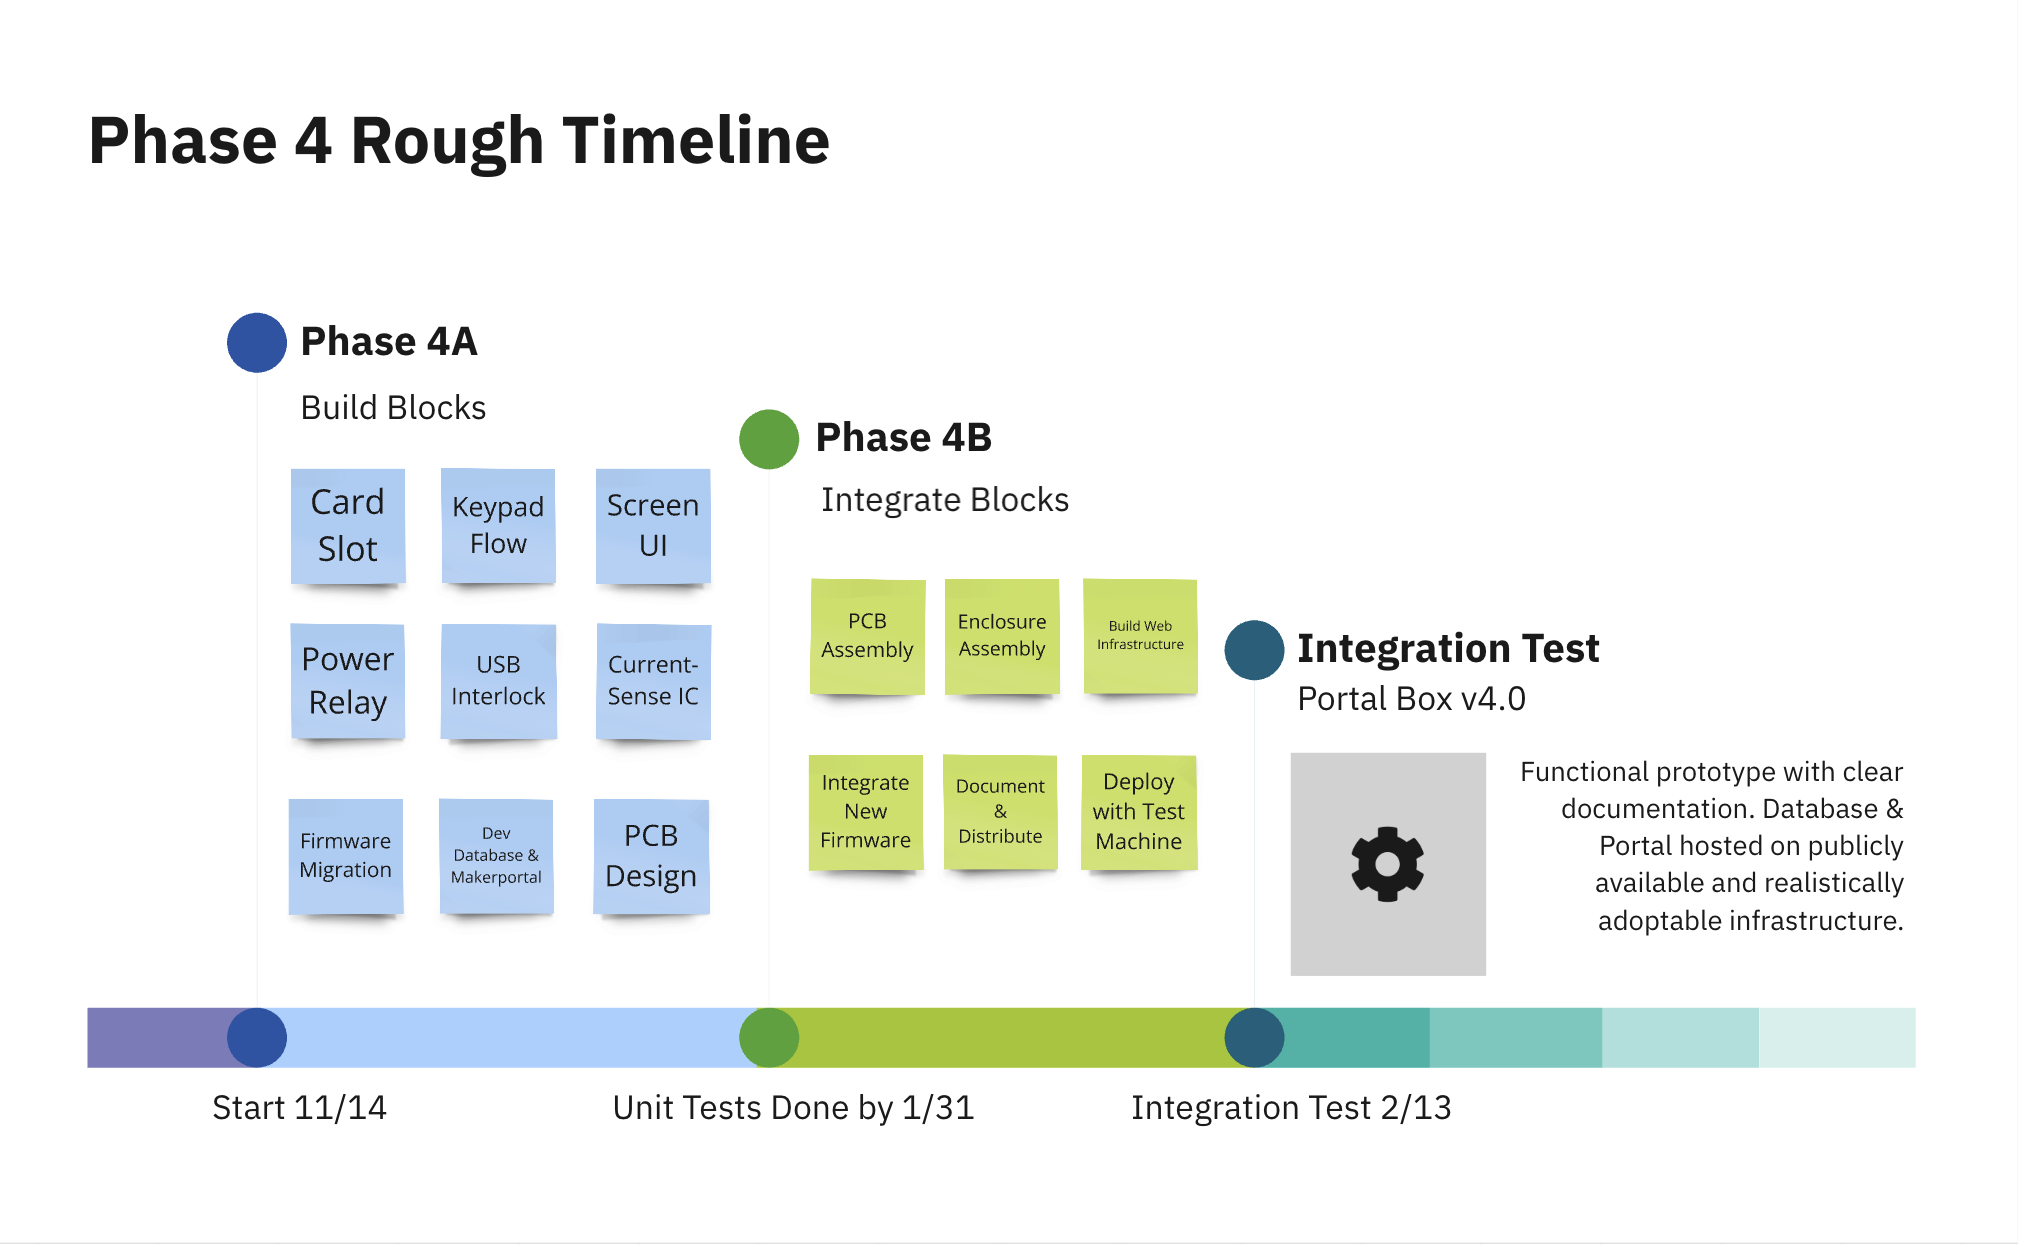 Phase 4 Rough Timeline
Phase 4A
Build Blocks
Card
Slot
Keypad
Flow
Screen
UI
Power
Relay
USB
Interlock
Current-
Sense IC
Firmware
Migration
Dev
Database &
Makerportal
PCB
Design
Phase 4B
Integrate Blocks
PCB
Assembly
Enclosure
Assembly
Build Web
Infrastructure
Integrate
New
Firmware
Document
&
Distribute
Deploy
with Test
Machine
Integration Test
Portal Box v4.0
Functional prototype with clear
documentation. Database &
Portal hosted on publicly
available and realistically
adoptable infrastructure.
Start 11/14
Unit Tests Done by 1/31
Integration Test 2/13